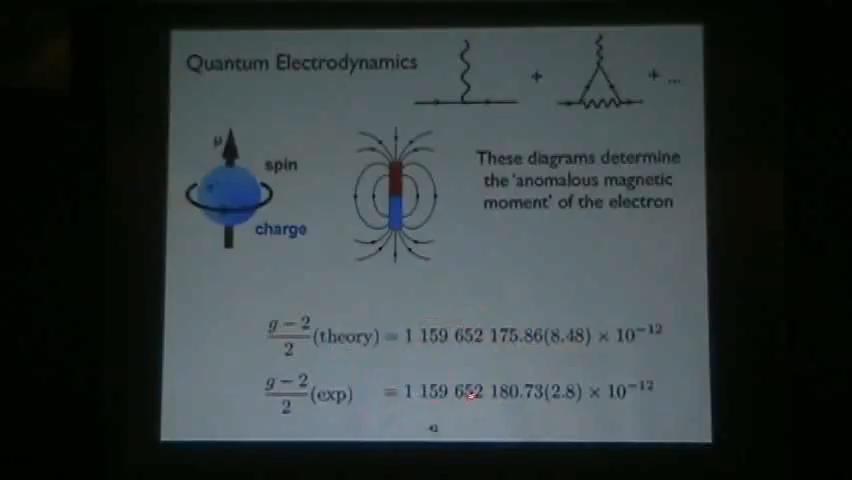 Quantum Electrodynamics
+
+ ...
μ
spin
charge
These diagrams determine
the 'anomalous magnetic
moment' of the electron
g − 2
2
(theory) = 1 159 652 175.86(8.48) × 10⁻¹²
g − 2
2
(exp) = 1 159 652 180.73(2.8) × 10⁻¹²